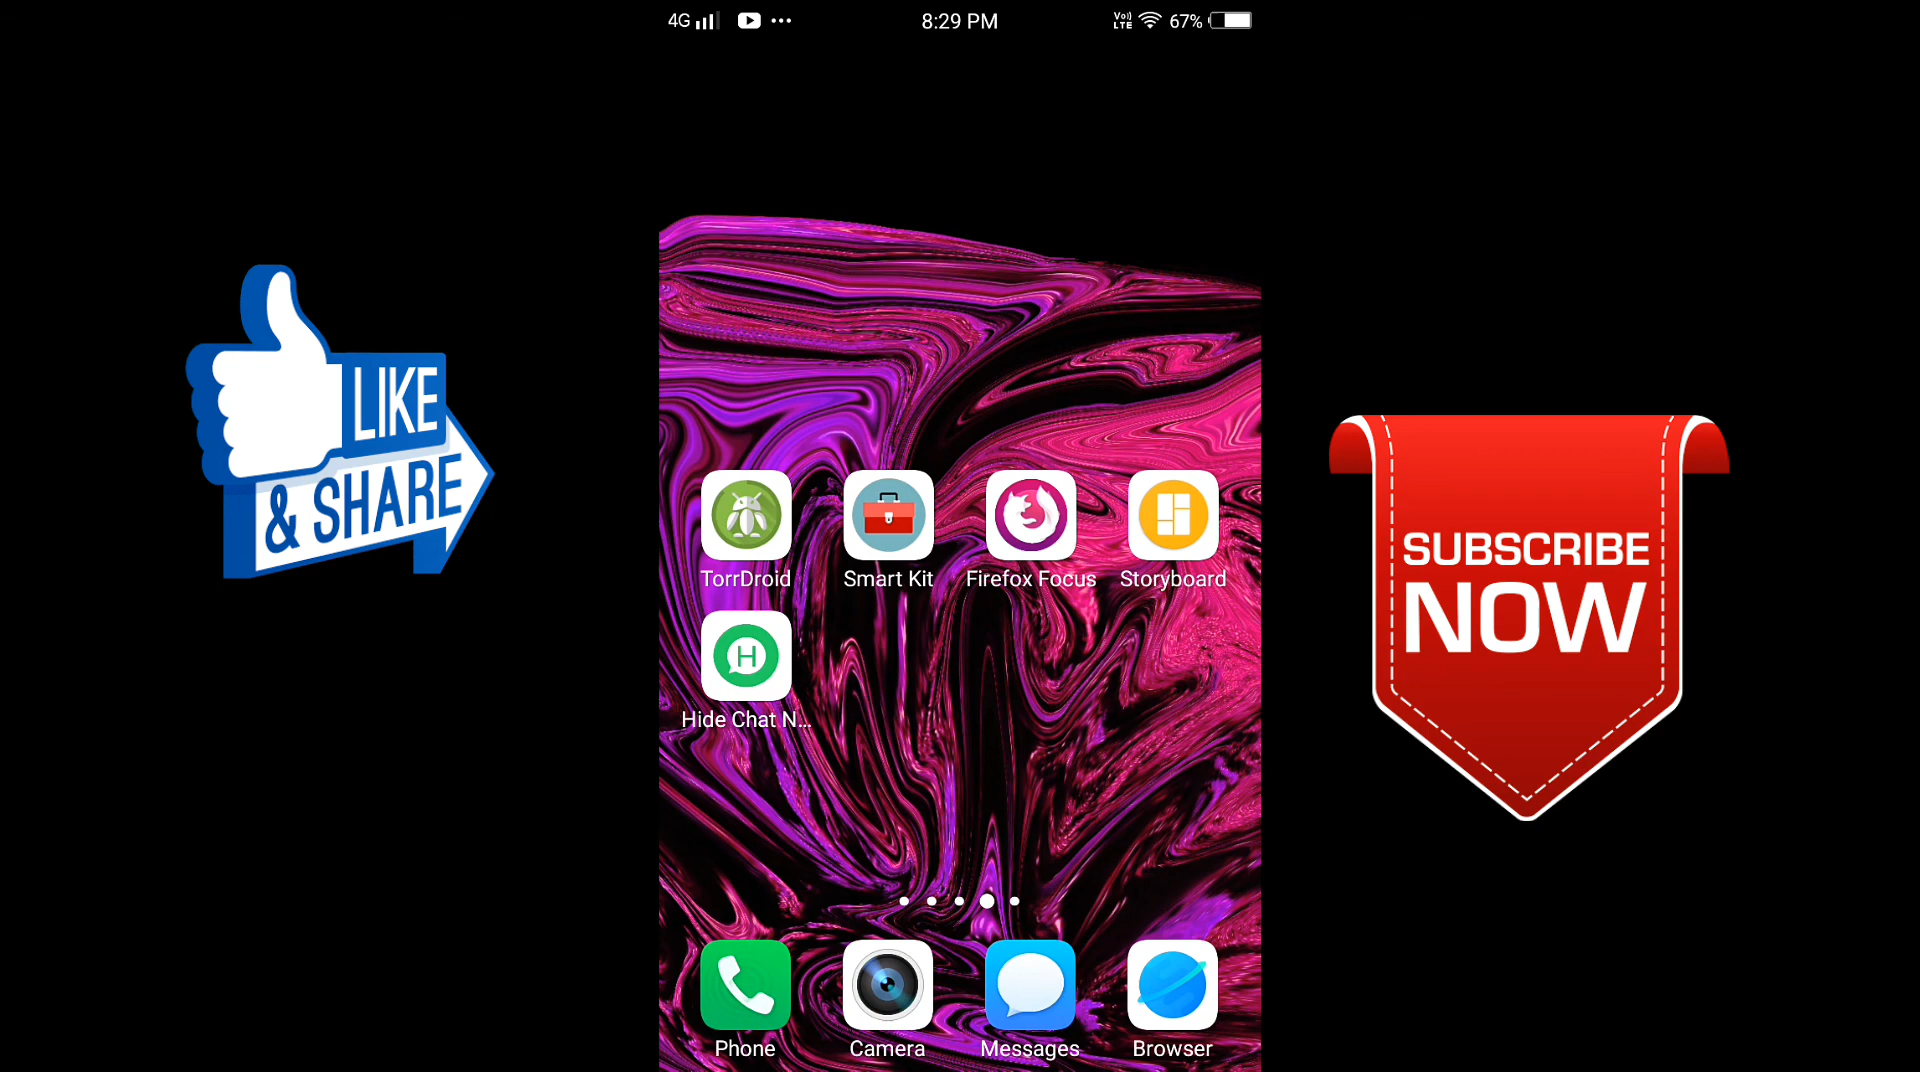 4G 8:29 PM VoLTE 67%
LIKE
& SHARE
SUBSCRIBE
NOW
TorrDroid Smart Kit Firefox Focus Storyboard
H
Hide Chat N...
Phone Camera Messages Browser